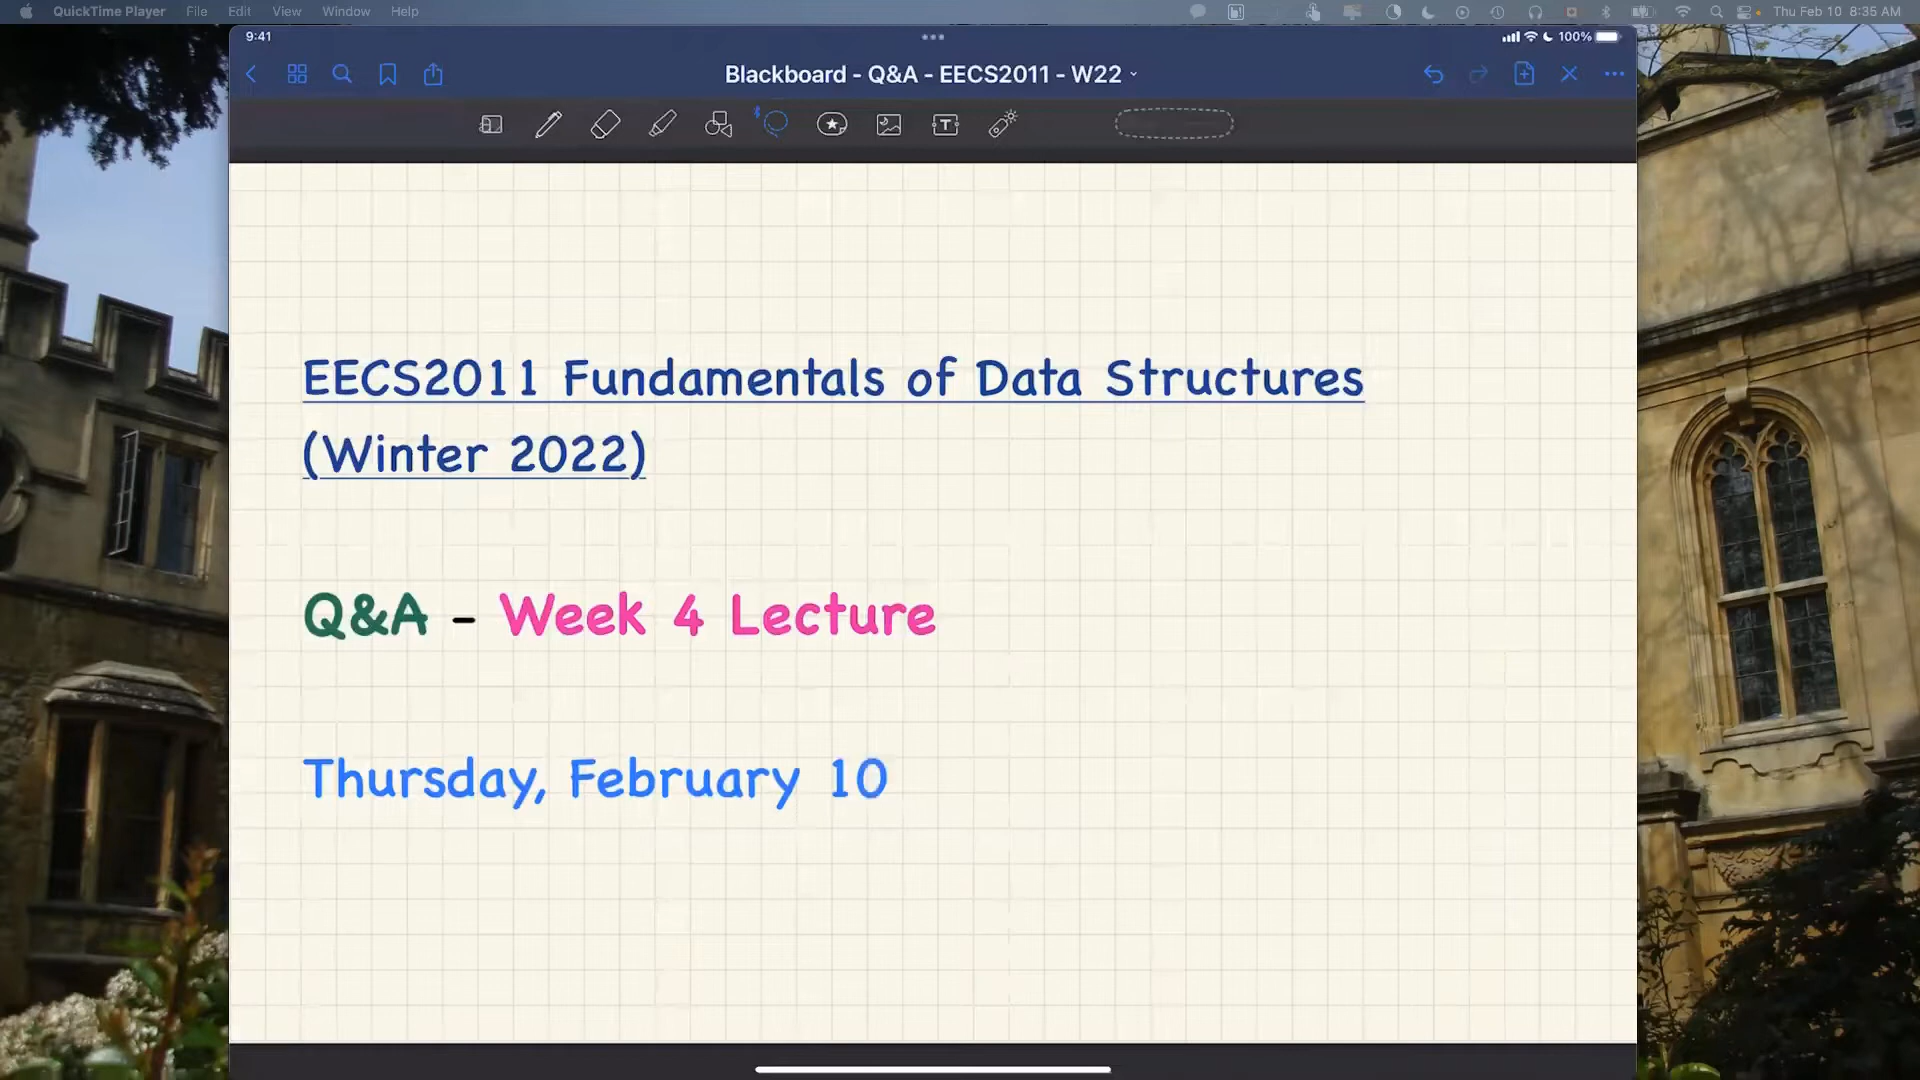 QuickTime Player File Edit View Window Help Thu Feb 10 8:35 AM
9:41 100%
Blackboard - Q&A - EECS2011 - W22
EECS2011 Fundamentals of Data Structures
(Winter 2022)
Q&A - Week 4 Lecture
Thursday, February 10